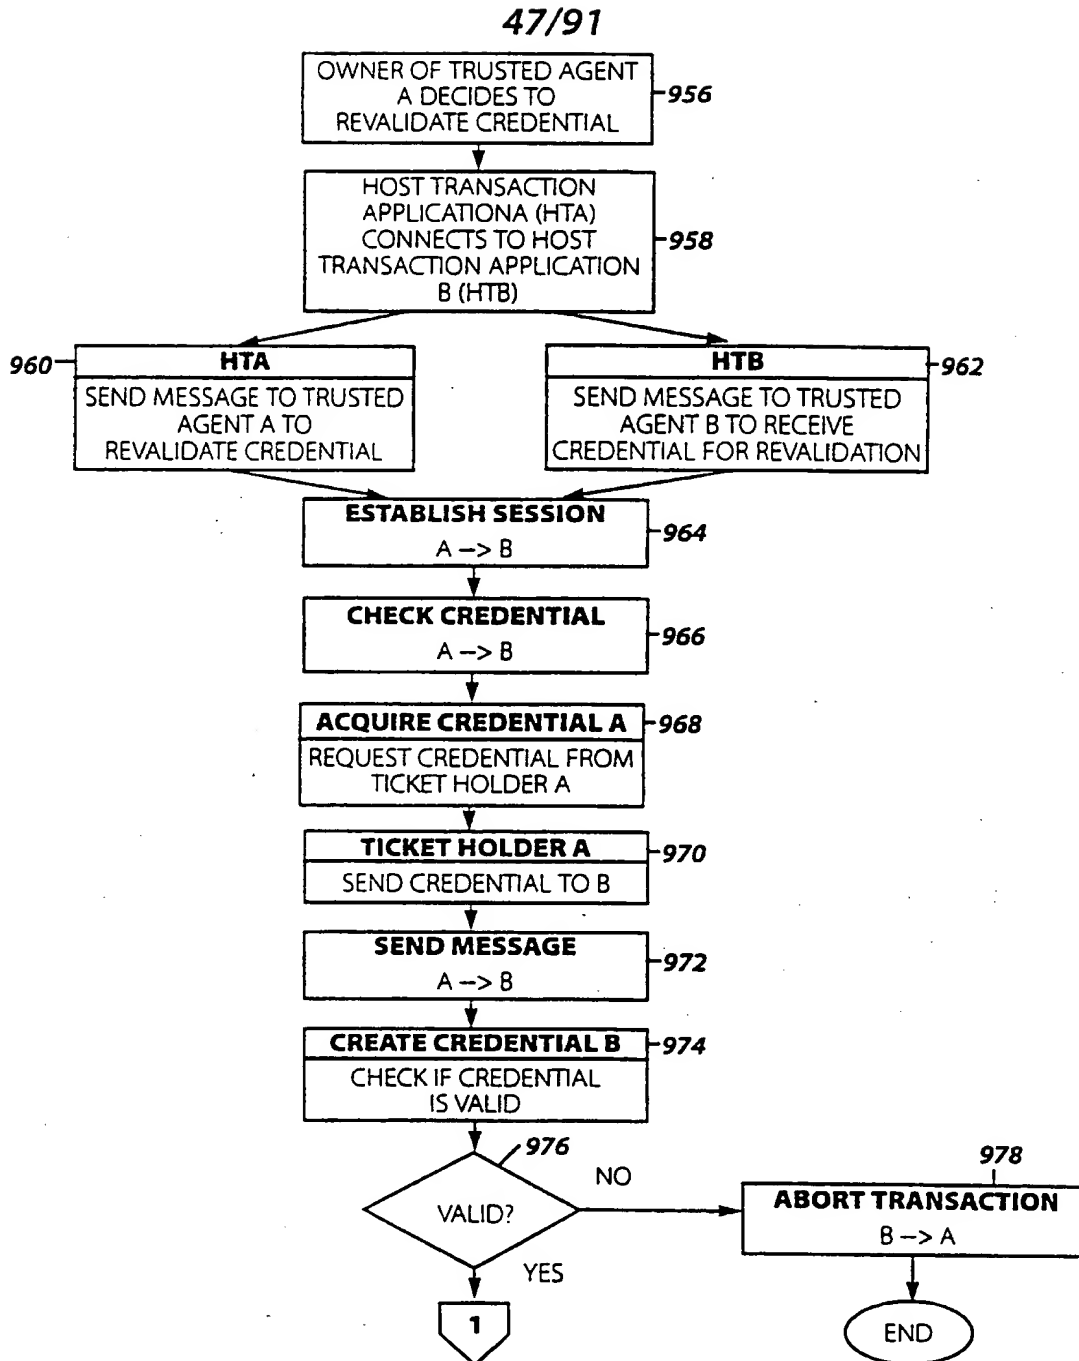 47/91
OWNER OF TRUSTED AGENT
A DECIDES TO
REVALIDATE CREDENTIAL
956
HOST TRANSACTION
APPLICATIONA (HTA)
CONNECTS TO HOST
TRANSACTION APPLICATION
B (HTB)
958
960
HTA
SEND MESSAGE TO TRUSTED
AGENT A TO
REVALIDATE CREDENTIAL
HTB
962
SEND MESSAGE TO TRUSTED
AGENT B TO RECEIVE
CREDENTIAL FOR REVALIDATION
ESTABLISH SESSION
A –> B
964
CHECK CREDENTIAL
A –> B
966
ACQUIRE CREDENTIAL A
968
REQUEST CREDENTIAL FROM
TICKET HOLDER A
TICKET HOLDER A
970
SEND CREDENTIAL TO B
SEND MESSAGE
A –> B
972
CREATE CREDENTIAL B
974
CHECK IF CREDENTIAL
IS VALID
976
VALID?
NO
978
ABORT TRANSACTION
B –> A
YES
1
END